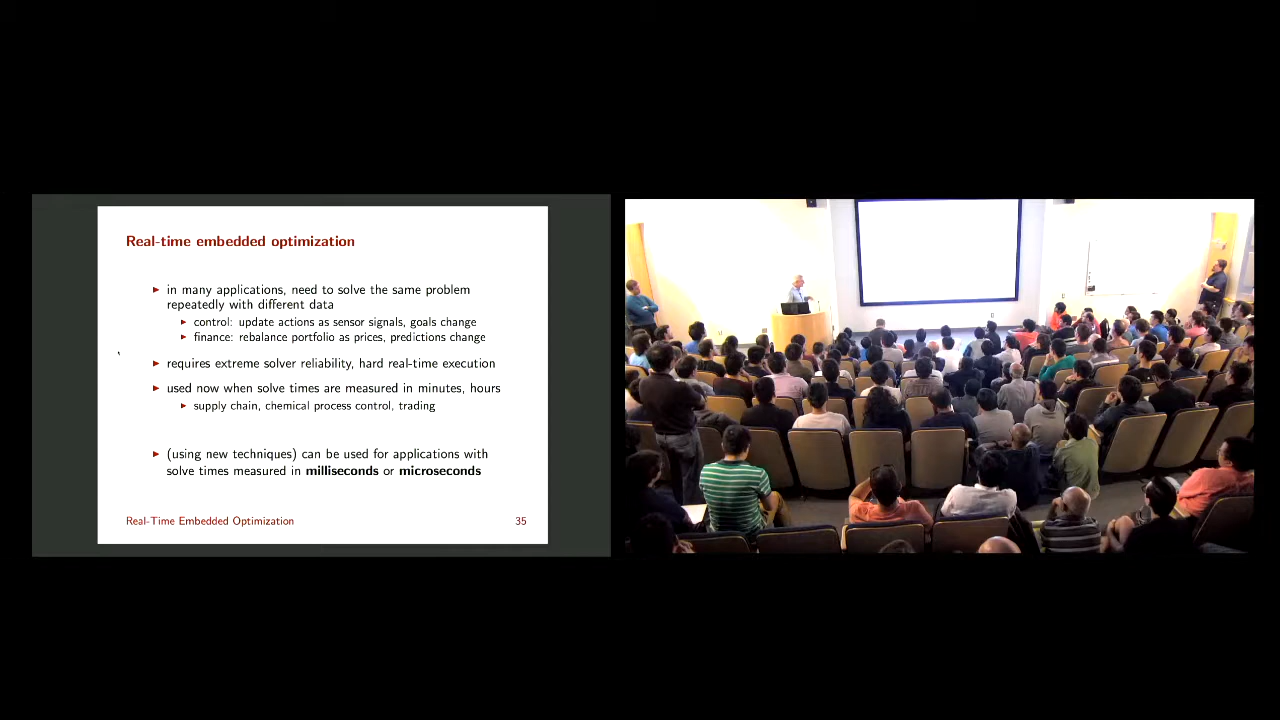 Real-time embedded optimization
▶ in many applications, need to solve the same problem
repeatedly with different data
▶ control: update actions as sensor signals, goals change
▶ finance: rebalance portfolio as prices, predictions change
▶ requires extreme solver reliability, hard real-time execution
▶ used now when solve times are measured in minutes, hours
▶ supply chain, chemical process control, trading
▶ (using new techniques) can be used for applications with
solve times measured in milliseconds or microseconds
Real-Time Embedded Optimization 35